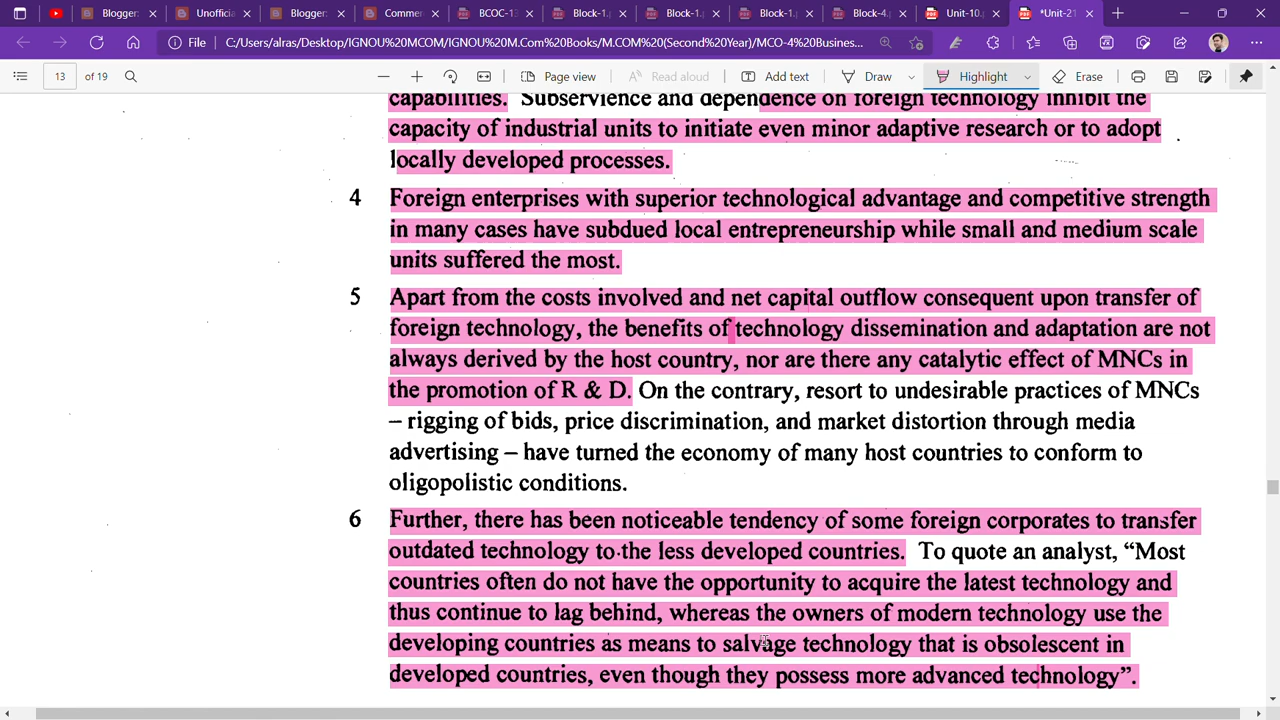 Blogger:
Unofficia
Blogger:
Commen
BCOC-13
Block-1.p
Block-1.p
Block-1.p
Block-4.p
Unit-10.p
*Unit-21
File
C:/Users/alras/Desktop/IGNOU%20MCOM/IGNOU%20M.Com%20Books/M.COM%20(Second%20Year)/MCO-4%20Busines...
13 of 19
Page view
Read aloud
Add text
Draw
Highlight
Erase
capabilities. Subservience and dependence on foreign technology inhibit the
capacity of industrial units to initiate even minor adaptive research or to adopt
locally developed processes.
4 Foreign enterprises with superior technological advantage and competitive strength
in many cases have subdued local entrepreneurship while small and medium scale
units suffered the most.
5 Apart from the costs involved and net capital outflow consequent upon transfer of
foreign technology, the benefits of technology dissemination and adaptation are not
always derived by the host country, nor are there any catalytic effect of MNCs in
the promotion of R & D. On the contrary, resort to undesirable practices of MNCs
– rigging of bids, price discrimination, and market distortion through media
advertising – have turned the economy of many host countries to conform to
oligopolistic conditions.
6 Further, there has been noticeable tendency of some foreign corporates to transfer
outdated technology to the less developed countries. To quote an analyst, “Most
countries often do not have the opportunity to acquire the latest technology and
thus continue to lag behind, whereas the owners of modern technology use the
developing countries as means to salvage technology that is obsolescent in
developed countries, even though they possess more advanced technology”.